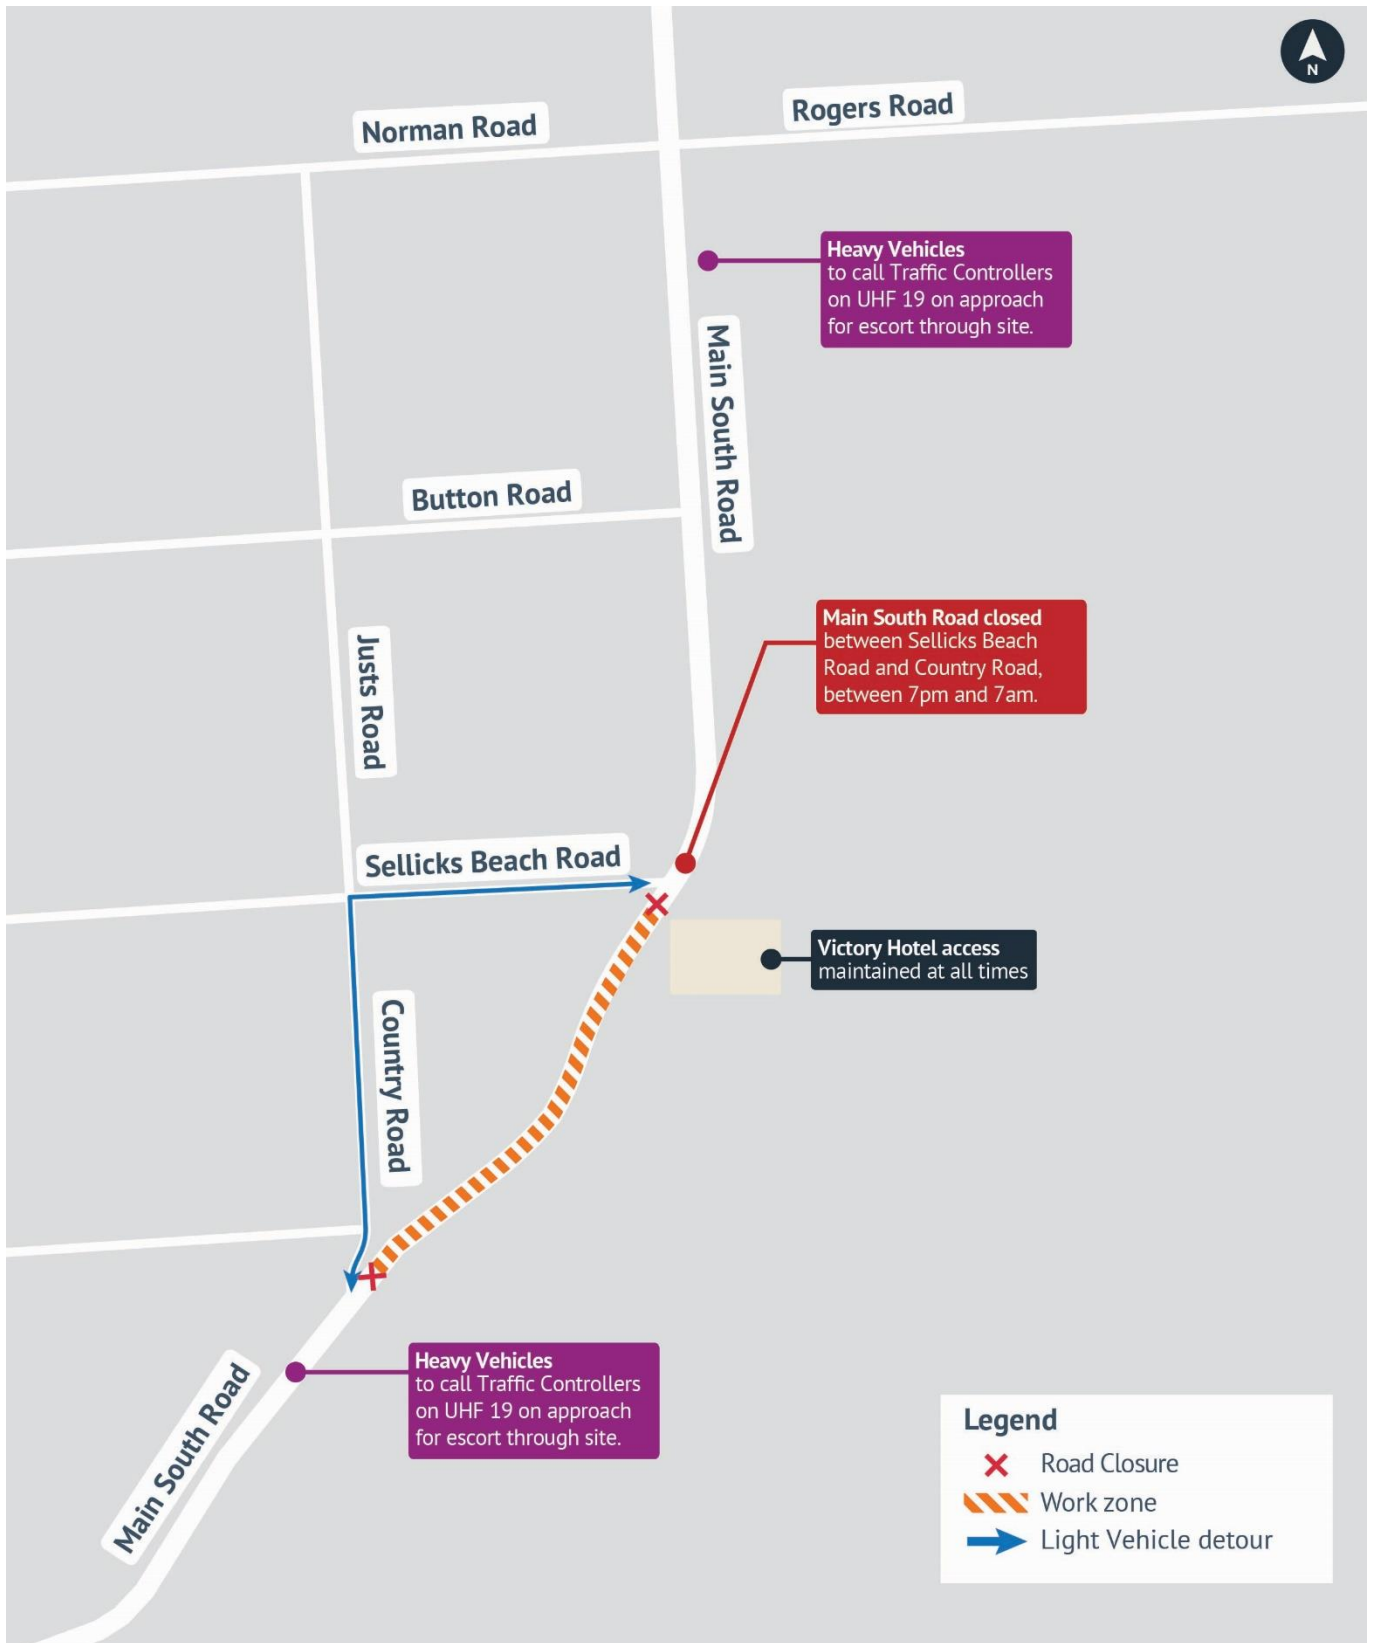 N
Norman Road
Rogers Road
Heavy Vehicles
to call Traffic Controllers
on UHF 19 on approach
for escort through site.
Main South Road
Button Road
Main South Road closed
between Sellicks Beach
Road and Country Road,
between 7pm and 7am.
Justs Road
Sellicks Beach Road
Victory Hotel access
maintained at all times
Country Road
Heavy Vehicles
to call Traffic Controllers
on UHF 19 on approach
for escort through site.
Main South Road
Legend
Road Closure
Work zone
Light Vehicle detour